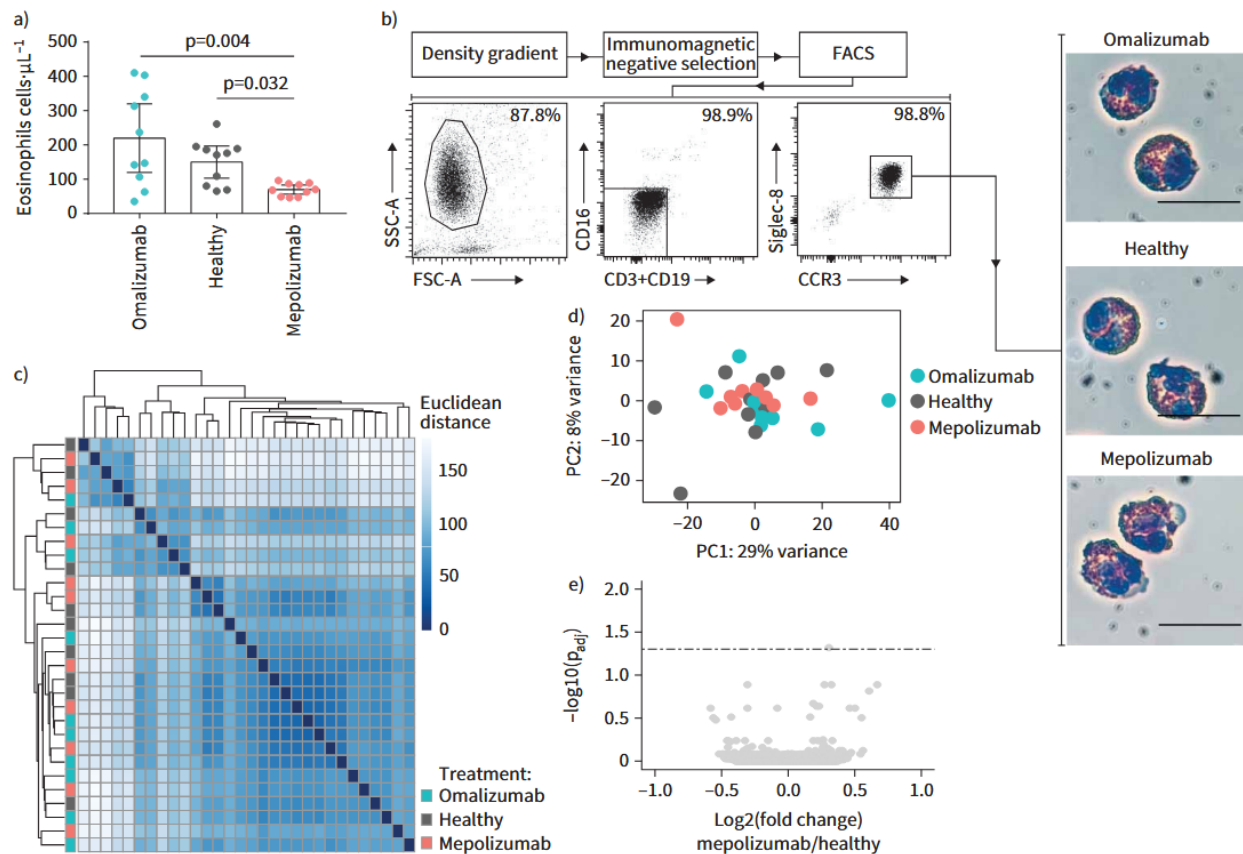 a)
Eosinophils cells·µL⁻¹
500
400
300
200
100
0
p=0.004
p=0.032
Omalizumab
Healthy
Mepolizumab
b)
Density gradient
Immunomagnetic
negative selection
FACS
87.8%
SSC-A
FSC-A
98.9%
CD16
CD3+CD19
98.8%
Siglec-8
CCR3
Omalizumab
Healthy
Mepolizumab
c)
Euclidean
distance
150
100
50
0
Treatment:
Omalizumab
Healthy
Mepolizumab
d)
PC2: 8% variance
20
10
0
−10
−20
−20
0
20
40
PC1: 29% variance
Omalizumab
Healthy
Mepolizumab
e)
−log10(p_adj)
2.0
1.5
1.0
0.5
0
−1.0
−0.5
0.0
0.5
1.0
Log2(fold change)
mepolizumab/healthy